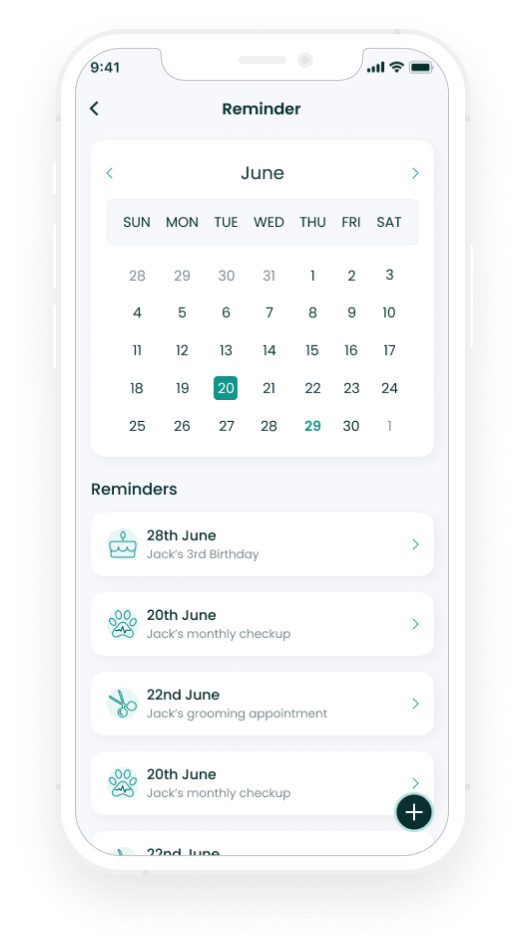 9:41
Reminder
June
SUN MON TUE WED THU FRI SAT
28 29 30 31 1 2 3
4 5 6 7 8 9 10
11 12 13 14 15 16 17
18 19 20 21 22 23 24
25 26 27 28 29 30 1
Reminders
28th June
Jack's 3rd Birthday
20th June
Jack's monthly checkup
22nd June
Jack's grooming appointment
20th June
Jack's monthly checkup
22nd June